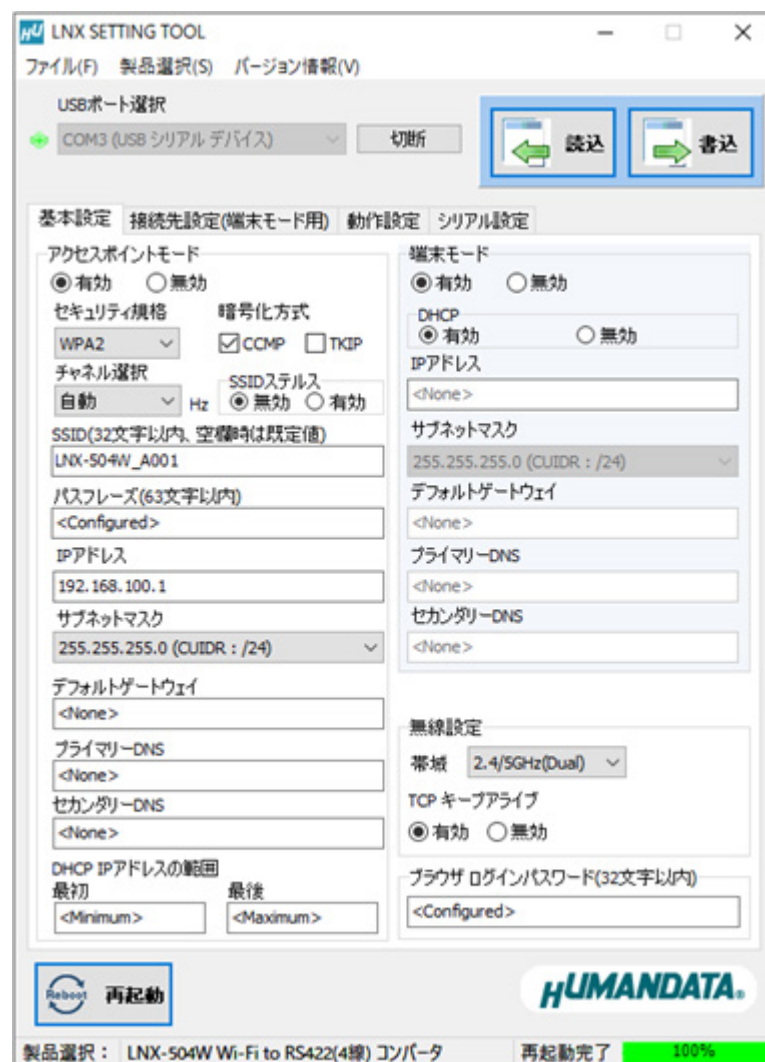 HU LNX SETTING TOOL
ファイル(F) 製品選択(S) バージョン情報(V)
USBポート選択
COM3 (USB シリアル デバイス) 切断 読込 書込
基本設定 接続先設定(端末モード用) 動作設定 シリアル設定
アクセスポイントモード
有効 無効
セキュリティ規格 暗号化方式
WPA2 CCMP TKIP
チャネル選択 SSIDステルス
自動 Hz 無効 有効
SSID(32文字以内、空欄時は既定値)
LNX-504W_A001
パスフレーズ(63文字以内)
<Configured>
IPアドレス
192.168.100.1
サブネットマスク
255.255.255.0 (CUIDR : /24)
デフォルトゲートウェイ
<None>
プライマリーDNS
<None>
セカンダリーDNS
<None>
DHCP IPアドレスの範囲
最初 最後
<Minimum> <Maximum>
端末モード
有効 無効
DHCP
有効 無効
IPアドレス
<None>
サブネットマスク
255.255.255.0 (CUIDR : /24)
デフォルトゲートウェイ
<None>
プライマリーDNS
<None>
セカンダリーDNS
<None>
無線設定
帯域 2.4/5GHz(Dual)
TCP キープアライブ
有効 無効
ブラウザ ログインパスワード(32文字以内)
<Configured>
Reboot 再起動
HUMANDATA®
製品選択: LNX-504W Wi-Fi to RS422(4線) コンバータ 再起動完了 100%